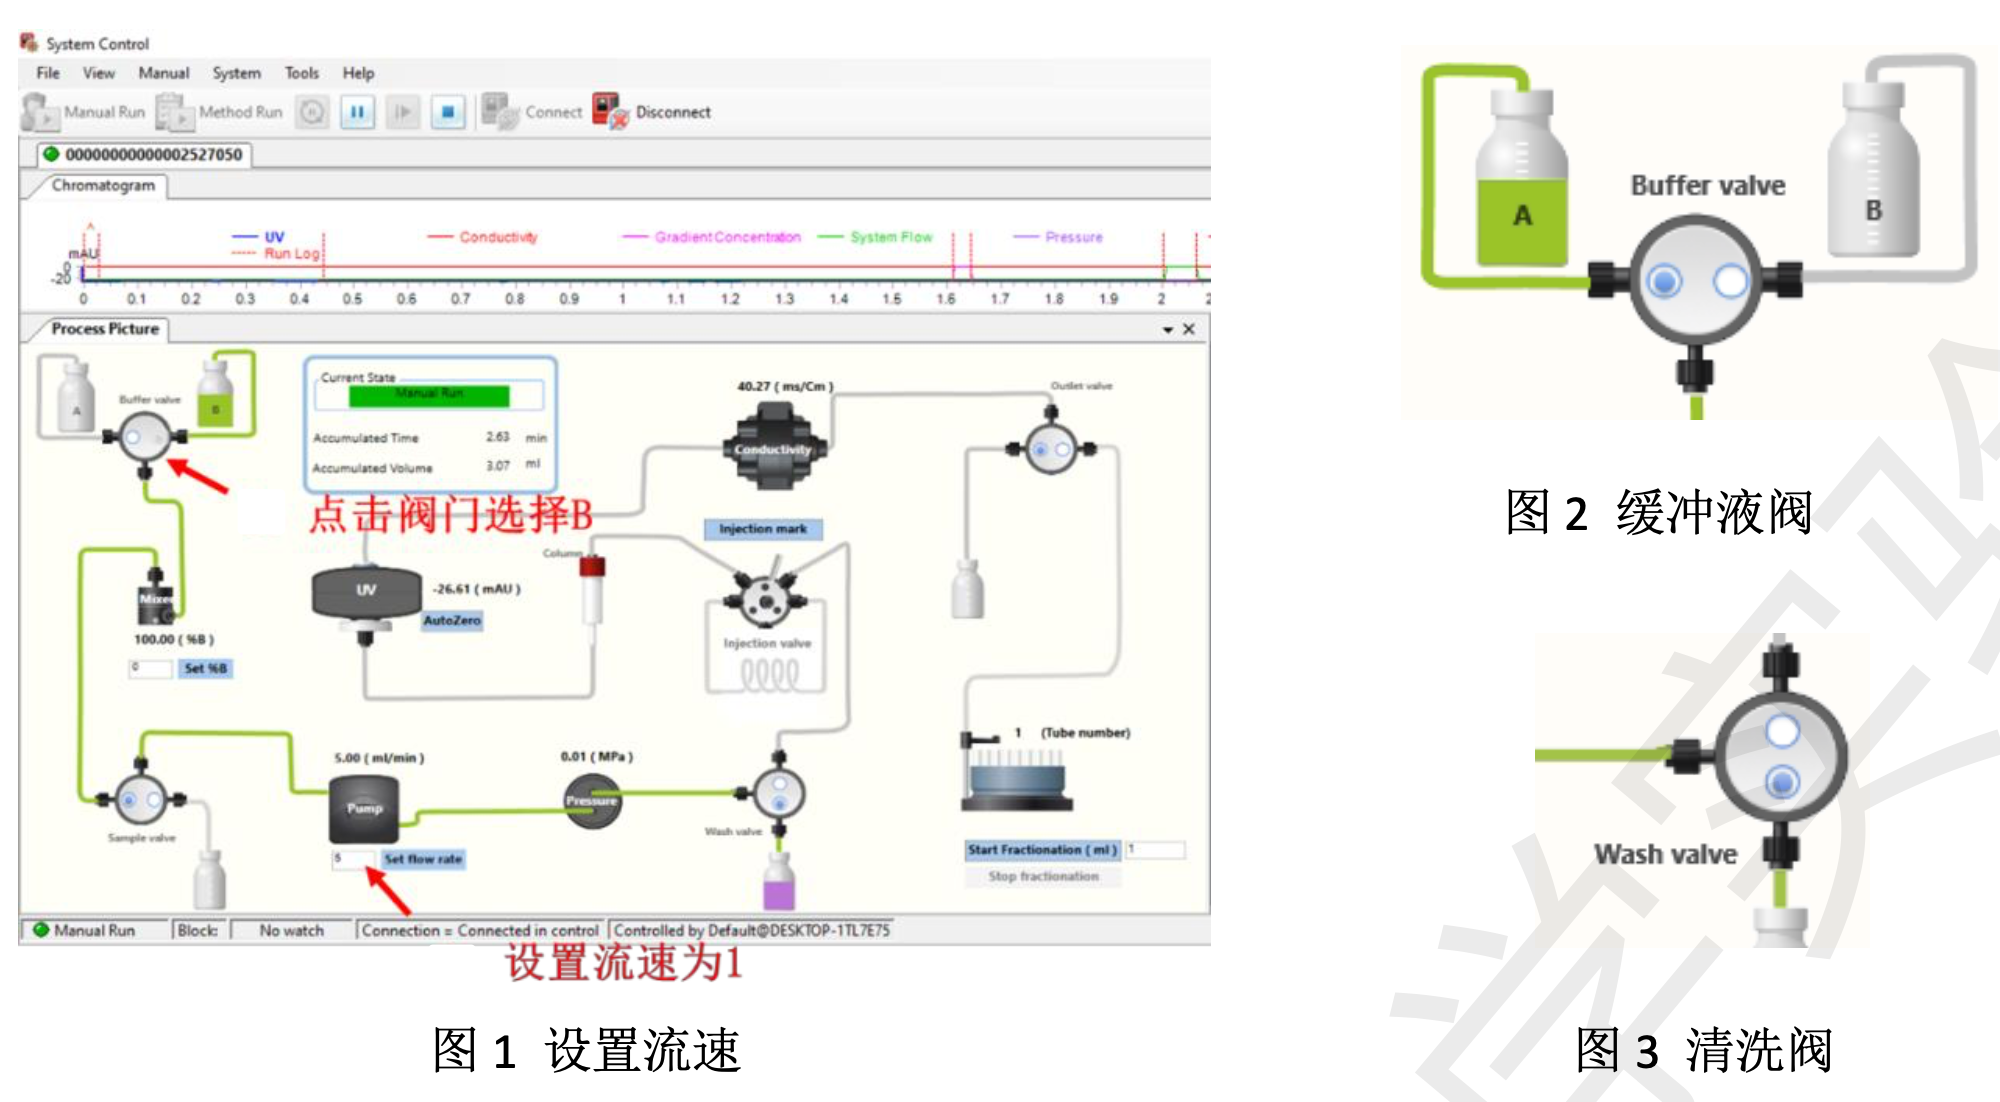 System Control
File View Manual System Tools Help
Manual Run Method Run Connect Disconnect
00000000000002527050
Chromatogram
UV Conductivity Gradient Concentration System Flow Pressure
Run Log
mAU
0
-20
0 0.1 0.2 0.3 0.4 0.5 0.6 0.7 0.8 0.9 1 1.1 1.2 1.3 1.4 1.5 1.6 1.7 1.8 1.9 2
Process Picture
A
Buffer valve
B
Current State
Manual Run
Accumulated Time 2.63 min
Accumulated Volume 3.07 ml
点击阀门选择B
40.27 ( ms/Cm )
Conductivity
Outlet valve
Injection mark
Column
Mixer
UV
-26.61 ( mAU )
AutoZero
Injection valve
100.00 ( %B )
0 Set %B
1 (Tube number)
5.00 ( ml/min )
0.01 ( MPa )
Pump
Pressure
Sample valve
Wash valve
5 Set flow rate
Start Fractionation ( ml ) 1
Stop fractionation
Manual Run Block: No watch Connection = Connected in control Controlled by Default@DESKTOP-1TL7E75
设置流速为1
图 1 设置流速
A
Buffer valve
B
图 2 缓冲液阀
Wash valve
图 3 清洗阀
学实验